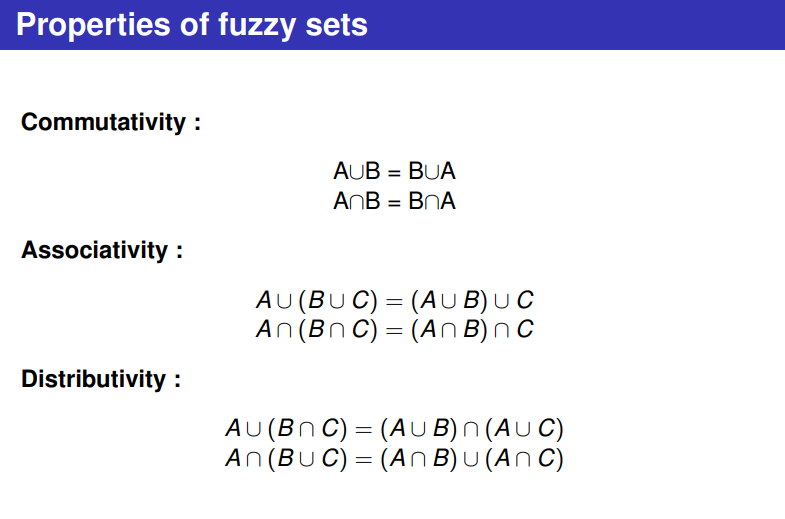 Properties of fuzzy sets
Commutativity :
A∪B = B∪A
A∩B = B∩A
Associativity :
A ∪ (B ∪ C) = (A ∪ B) ∪ C
A ∩ (B ∩ C) = (A ∩ B) ∩ C
Distributivity :
A ∪ (B ∩ C) = (A ∪ B) ∩ (A ∪ C)
A ∩ (B ∪ C) = (A ∩ B) ∪ (A ∩ C)